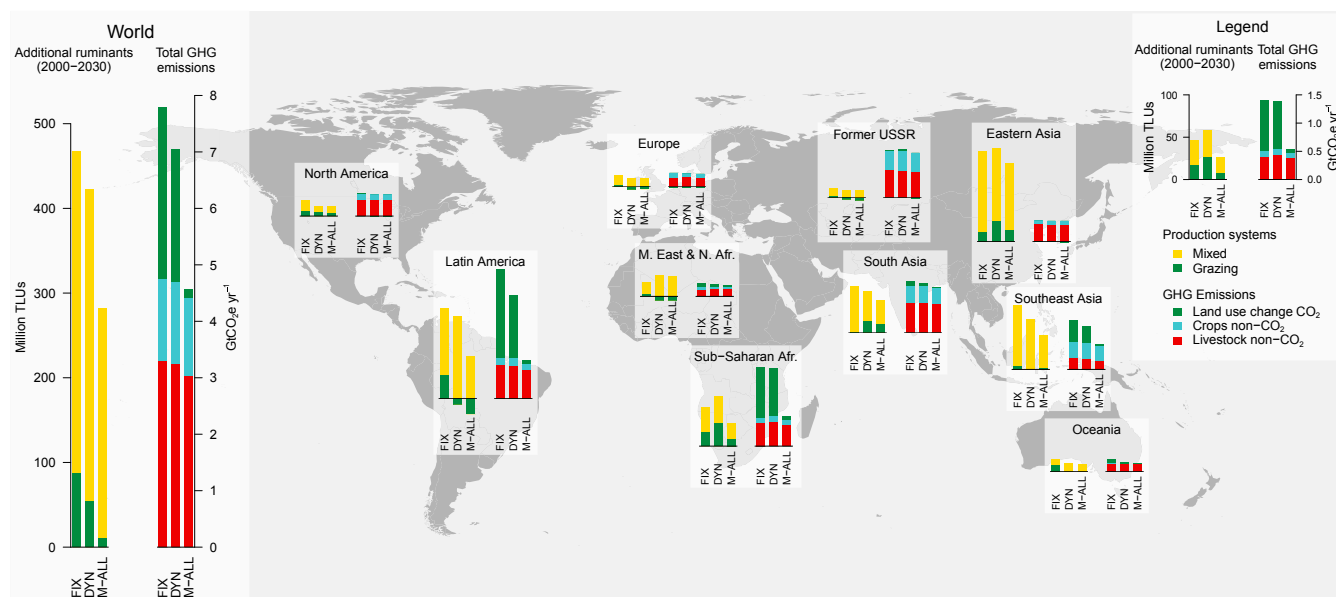 World
Additional ruminants
(2000−2030)
Total GHG
emissions
Million TLUs
0
100
200
300
400
500
GtCO₂e yr⁻¹
0
1
2
3
4
5
6
7
8
FIX
DYN
M−ALL
FIX
DYN
M−ALL
North America
FIX
DYN
M−ALL
FIX
DYN
M−ALL
Latin America
FIX
DYN
M−ALL
FIX
DYN
M−ALL
Europe
FIX
DYN
M−ALL
FIX
DYN
M−ALL
M. East & N. Afr.
FIX
DYN
M−ALL
FIX
DYN
M−ALL
Sub−Saharan Afr.
FIX
DYN
M−ALL
FIX
DYN
M−ALL
Former USSR
FIX
DYN
M−ALL
FIX
DYN
M−ALL
South Asia
FIX
DYN
M−ALL
FIX
DYN
M−ALL
Eastern Asia
FIX
DYN
M−ALL
FIX
DYN
M−ALL
Southeast Asia
FIX
DYN
M−ALL
FIX
DYN
M−ALL
Oceania
FIX
DYN
M−ALL
FIX
DYN
M−ALL
Legend
Additional ruminants
(2000−2030)
Total GHG
emissions
Million TLUs
0
50
100
GtCO₂e yr⁻¹
0.0
0.5
1.0
1.5
FIX
DYN
M−ALL
FIX
DYN
M−ALL
Production systems
Mixed
Grazing
GHG Emissions
Land use change CO₂
Crops non−CO₂
Livestock non−CO₂